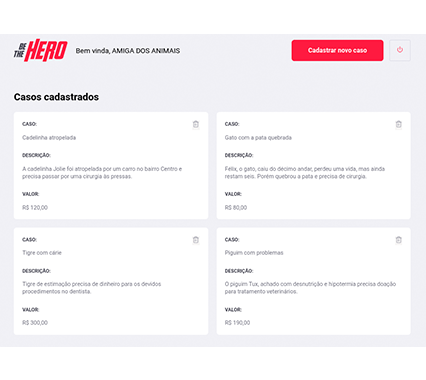 BE THE HERO
Bem vinda, AMIGA DOS ANIMAIS
Cadastrar novo caso
Casos cadastrados
CASO:
Cadelinha atropelada
DESCRIÇÃO:
A cadelinha Jolie foi atropelada por um carro no bairro Centro e
precisa passar por uma cirurgia às pressas.
VALOR:
R$ 120,00
CASO:
Gato com a pata quebrada
DESCRIÇÃO:
Felix, o gato, caiu do décimo andar, perdeu uma vida, mas ainda
restam seis. Porém quebrou a pata e precisa de cirurgia.
VALOR:
R$ 80,00
CASO:
Tigre com cárie
DESCRIÇÃO:
Tigre de estimação precisa de dinheiro para os devidos
procedimentos no dentista.
VALOR:
R$ 300,00
CASO:
Piguim com problemas
DESCRIÇÃO:
O piguim Tux, achado com desnutrição e hipotermia precisa doação
para tratamento veterinários.
VALOR:
R$ 190,00